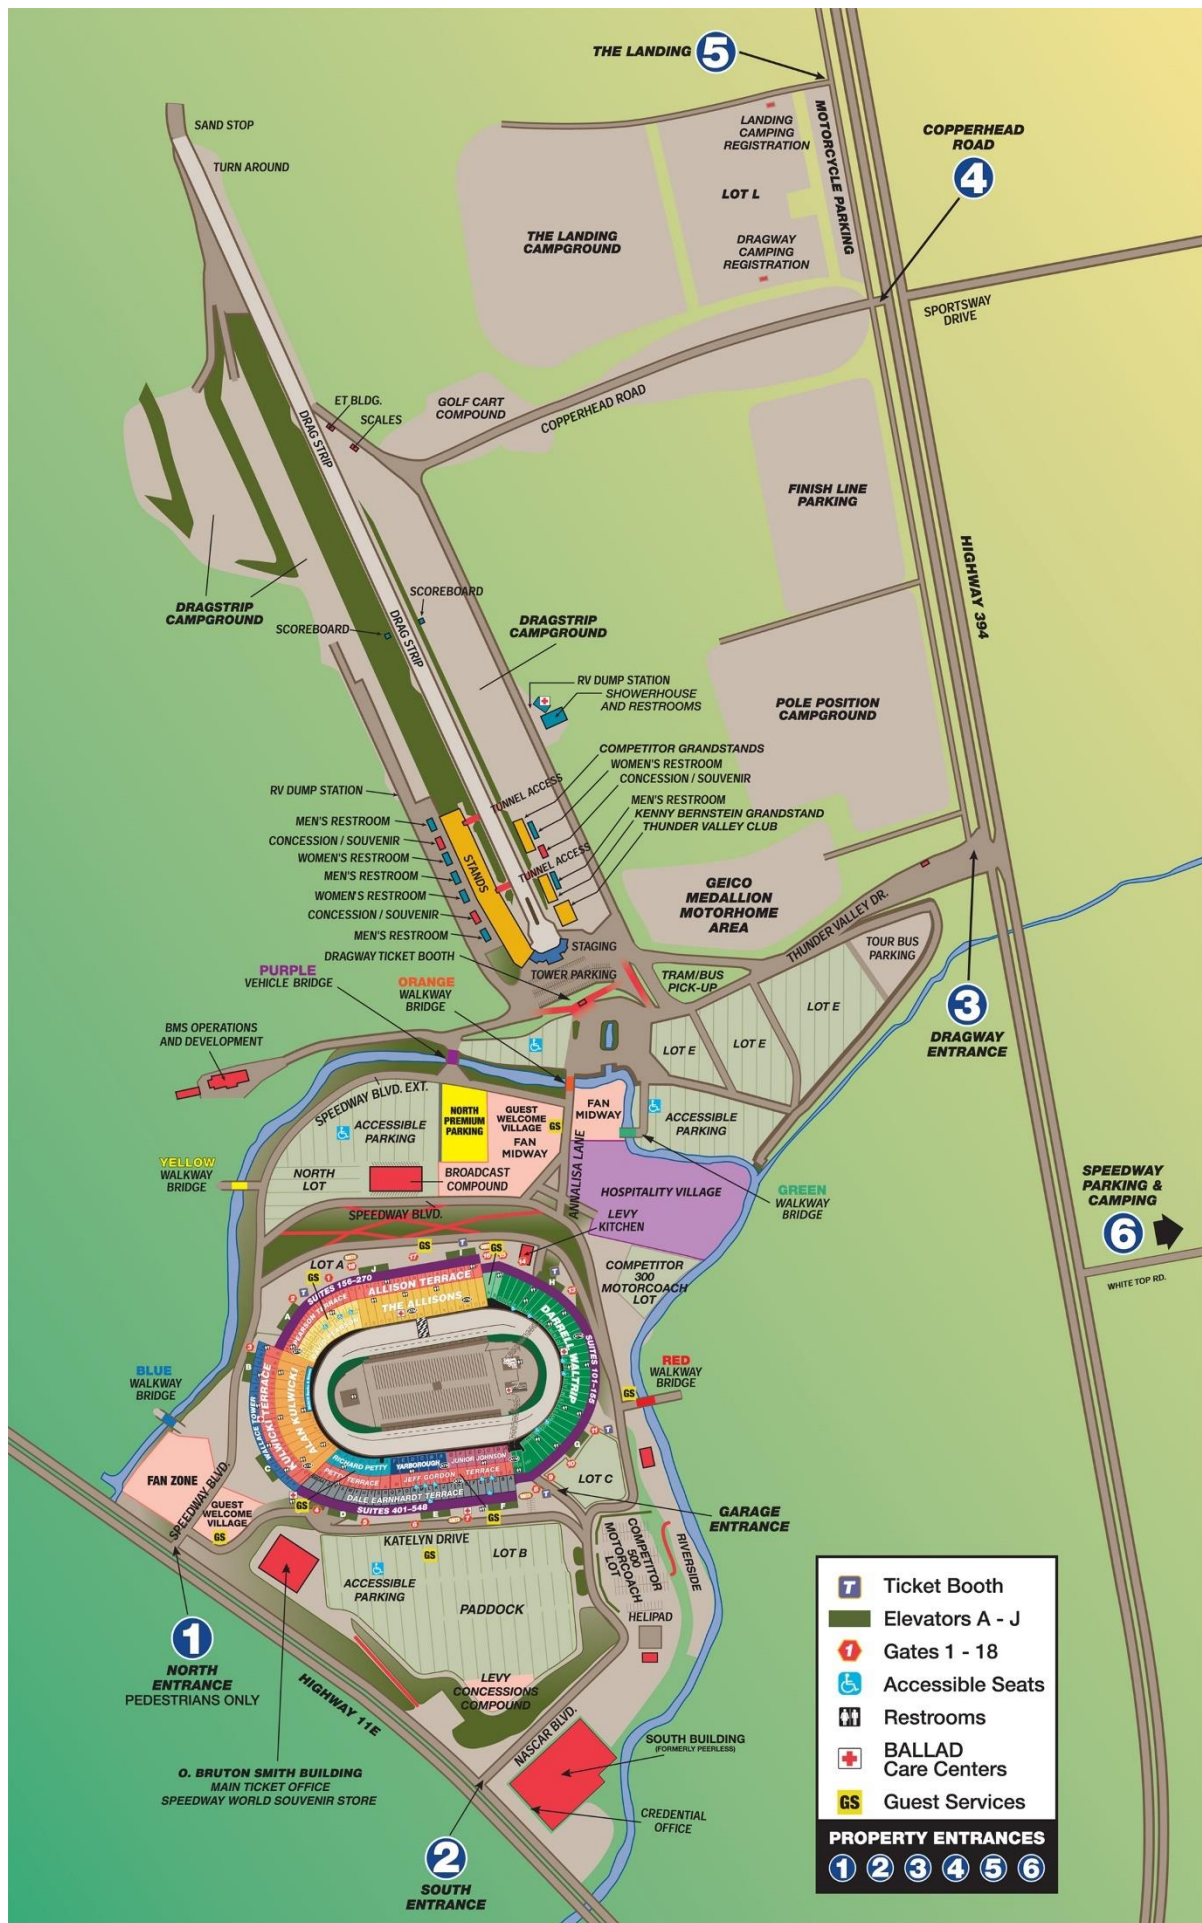 THE LANDING 5
SAND STOP
TURN AROUND
LANDING
CAMPING
REGISTRATION
MOTORCYCLE PARKING
COPPERHEAD
ROAD
4
LOT L
THE LANDING
CAMPGROUND
DRAGWAY
CAMPING
REGISTRATION
SPORTSWAY
DRIVE
ET BLDG.
SCALES
GOLF CART
COMPOUND
COPPERHEAD ROAD
DRAG STRIP
FINISH LINE
PARKING
HIGHWAY 394
DRAGSTRIP
CAMPGROUND
SCOREBOARD
SCOREBOARD
DRAG STRIP
DRAGSTRIP
CAMPGROUND
RV DUMP STATION
SHOWERHOUSE
AND RESTROOMS
POLE POSITION
CAMPGROUND
COMPETITOR GRANDSTANDS
WOMEN'S RESTROOM
CONCESSION / SOUVENIR
MEN'S RESTROOM
KENNY BERNSTEIN GRANDSTAND
THUNDER VALLEY CLUB
TUNNEL ACCESS
TUNNEL ACCESS
RV DUMP STATION
MEN'S RESTROOM
CONCESSION / SOUVENIR
WOMEN'S RESTROOM
MEN'S RESTROOM
WOMEN'S RESTROOM
CONCESSION / SOUVENIR
MEN'S RESTROOM
DRAGWAY TICKET BOOTH
STANDS
STAGING
TOWER PARKING
GEICO
MEDALLION
MOTORHOME
AREA
THUNDER VALLEY DR.
TOUR BUS
PARKING
TRAM/BUS
PICK-UP
3
DRAGWAY
ENTRANCE
PURPLE
VEHICLE BRIDGE
ORANGE
WALKWAY
BRIDGE
LOT E
LOT E
LOT E
BMS OPERATIONS
AND DEVELOPMENT
SPEEDWAY BLVD. EXT.
ACCESSIBLE
PARKING
NORTH
PREMIUM
PARKING
GUEST
WELCOME
VILLAGE GS
FAN
MIDWAY
FAN
MIDWAY
ACCESSIBLE
PARKING
YELLOW
WALKWAY
BRIDGE
NORTH
LOT
BROADCAST
COMPOUND
ANNALISA LANE
HOSPITALITY VILLAGE
GREEN
WALKWAY
BRIDGE
SPEEDWAY
PARKING &
CAMPING
6
WHITE TOP RD.
SPEEDWAY BLVD.
LEVY
KITCHEN
COMPETITOR
300
MOTORCOACH
LOT
LOT A
GS
GS
GS
T
T
T
A
J
H
SUITES 156-270
PEARSON TERRACE
ALLISON TERRACE
THE ALLISONS
DARRELL WALTRIP
SUITES 101-155
BLUE
WALKWAY
BRIDGE
RED
WALKWAY
BRIDGE
GS
B
C
WALLACE TOWER
KULWICKI TERRACE
ALAN KULWICKI
RICHARD PETTY
YARBOROUGH
JUNIOR JOHNSON
PETTY TERRACE
JEFF GORDON TERRACE
DALE EARNHARDT TERRACE
SUITES 401-548
GS
GS
D
E
F
G
T
T
LOT C
GARAGE
ENTRANCE
FAN ZONE
SPEEDWAY BLVD.
GUEST
WELCOME
VILLAGE
GS
KATELYN DRIVE
GS
LOT B
ACCESSIBLE
PARKING
PADDOCK
COMPETITOR
500
MOTORCOACH
LOT
RIVERSIDE
HELIPAD
1
NORTH
ENTRANCE
PEDESTRIANS ONLY
HIGHWAY 11E
LEVY
CONCESSIONS
COMPOUND
NASCAR BLVD.
SOUTH BUILDING
(FORMERLY PEERLESS)
O. BRUTON SMITH BUILDING
MAIN TICKET OFFICE
SPEEDWAY WORLD SOUVENIR STORE
CREDENTIAL
OFFICE
2
SOUTH
ENTRANCE
T Ticket Booth
Elevators A - J
1 Gates 1 - 18
Accessible Seats
Restrooms
BALLAD
Care Centers
GS Guest Services
PROPERTY ENTRANCES
1 2 3 4 5 6